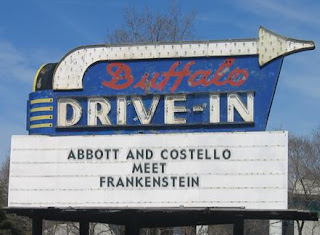 Buffalo
DRIVE-IN
ABBOTT AND COSTELLO
MEET
FRANKENSTEIN